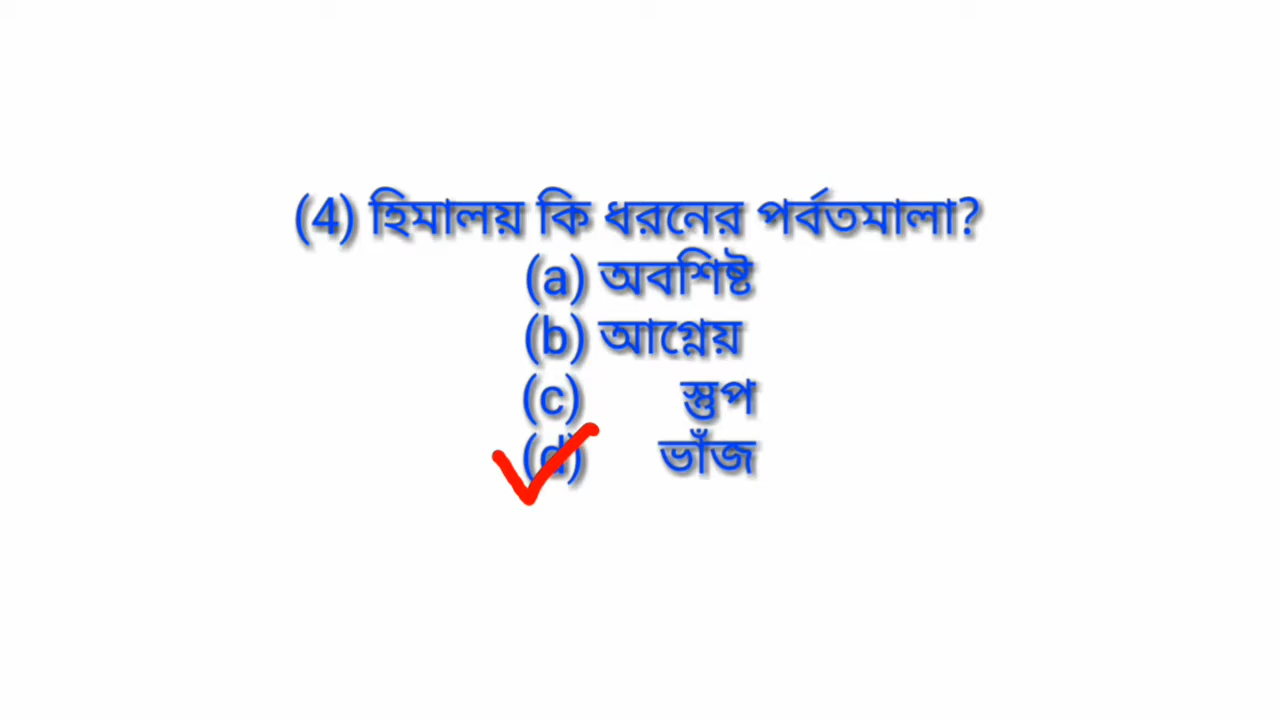 (4) হিমালয় কি ধরনের পর্বতমালা?
(a) অবশিষ্ট
(b) আগ্নেয়
(c) স্তুপ
(d) ভাঁজ